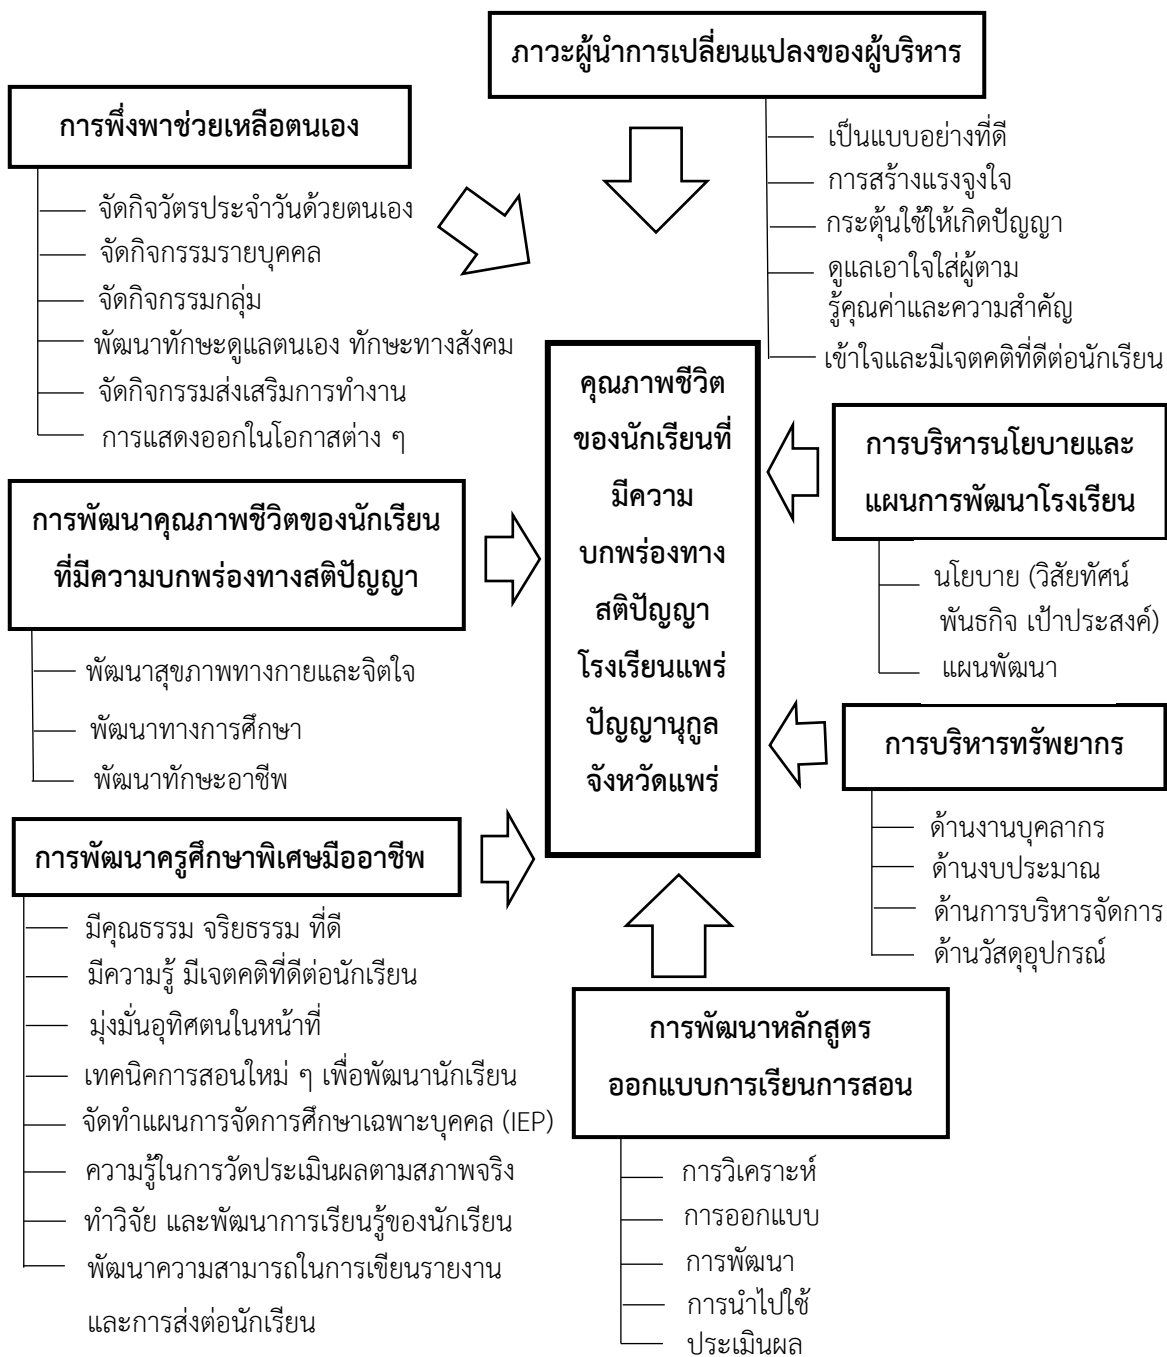 ภาวะผู้นำการเปลี่ยนแปลงของผู้บริหาร
เป็นแบบอย่างที่ดี
การสร้างแรงจูงใจ
กระตุ้นใช้ให้เกิดปัญญา
ดูแลเอาใจใส่ผู้ตาม
รู้คุณค่าและความสำคัญ
เข้าใจและมีเจตคติที่ดีต่อนักเรียน
การพึ่งพาช่วยเหลือตนเอง
จัดกิจวัตรประจำวันด้วยตนเอง
จัดกิจกรรมรายบุคคล
จัดกิจกรรมกลุ่ม
พัฒนาทักษะดูแลตนเอง ทักษะทางสังคม
จัดกิจกรรมส่งเสริมการทำงาน
การแสดงออกในโอกาสต่าง ๆ
คุณภาพชีวิต
ของนักเรียนที่
มีความ
บกพร่องทาง
สติปัญญา
โรงเรียนแพร่
ปัญญานุกูล
จังหวัดแพร่
การบริหารนโยบายและ
แผนการพัฒนาโรงเรียน
นโยบาย (วิสัยทัศน์
พันธกิจ เป้าประสงค์)
แผนพัฒนา
การพัฒนาคุณภาพชีวิตของนักเรียน
ที่มีความบกพร่องทางสติปัญญา
พัฒนาสุขภาพทางกายและจิตใจ
พัฒนาทางการศึกษา
พัฒนาทักษะอาชีพ
การบริหารทรัพยากร
ด้านงานบุคลากร
ด้านงบประมาณ
ด้านการบริหารจัดการ
ด้านวัสดุอุปกรณ์
การพัฒนาครูศึกษาพิเศษมืออาชีพ
มีคุณธรรม จริยธรรม ที่ดี
มีความรู้ มีเจตคติที่ดีต่อนักเรียน
มุ่งมั่นอุทิศตนในหน้าที่
เทคนิคการสอนใหม่ ๆ เพื่อพัฒนานักเรียน
จัดทำแผนการจัดการศึกษาเฉพาะบุคคล (IEP)
ความรู้ในการวัดประเมินผลตามสภาพจริง
ทำวิจัย และพัฒนาการเรียนรู้ของนักเรียน
พัฒนาความสามารถในการเขียนรายงาน
และการส่งต่อนักเรียน
การพัฒนาหลักสูตร
ออกแบบการเรียนการสอน
การวิเคราะห์
การออกแบบ
การพัฒนา
การนำไปใช้
ประเมินผล